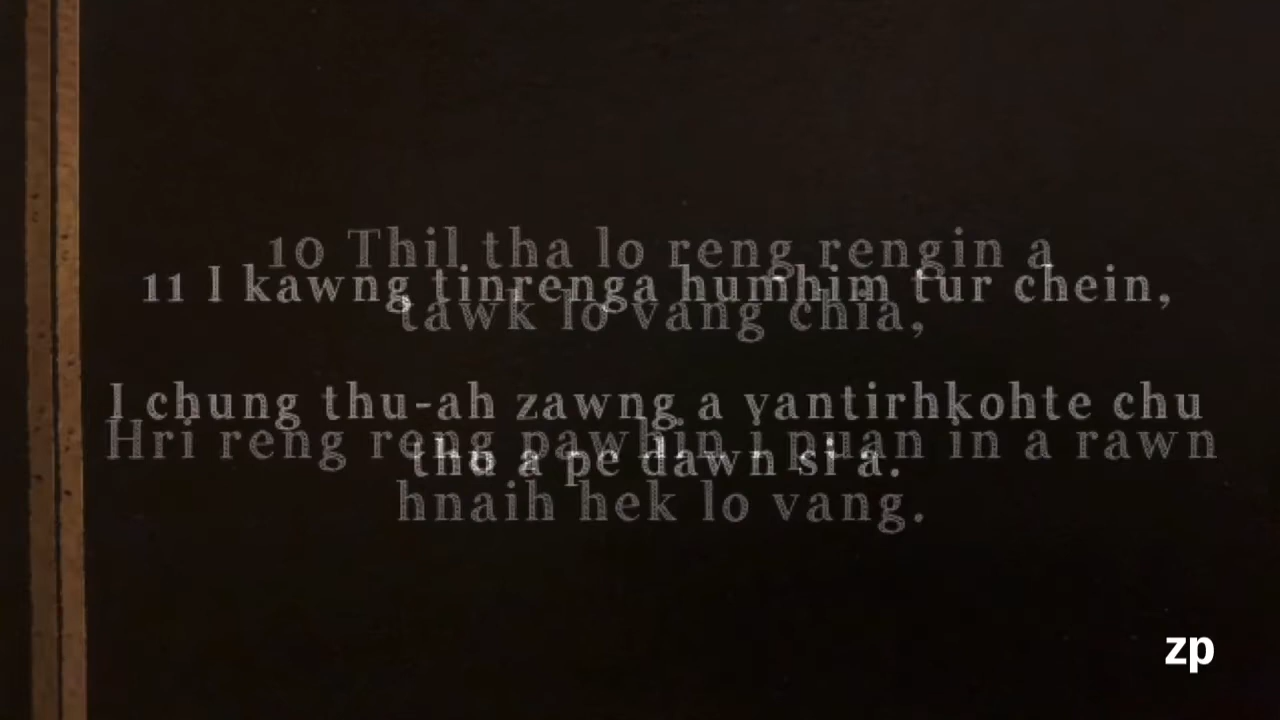 10 Thil tha lo reng rengin a
tawk lo vang chia,
Hri reng reng pawhin i puan in a rawn
hnaih hek lo vang.
11 I kawng tinrenga humhim tur chein,
I chung thu-ah zawng a vantirhkohte chu
thu a pe dawn si a.
zp